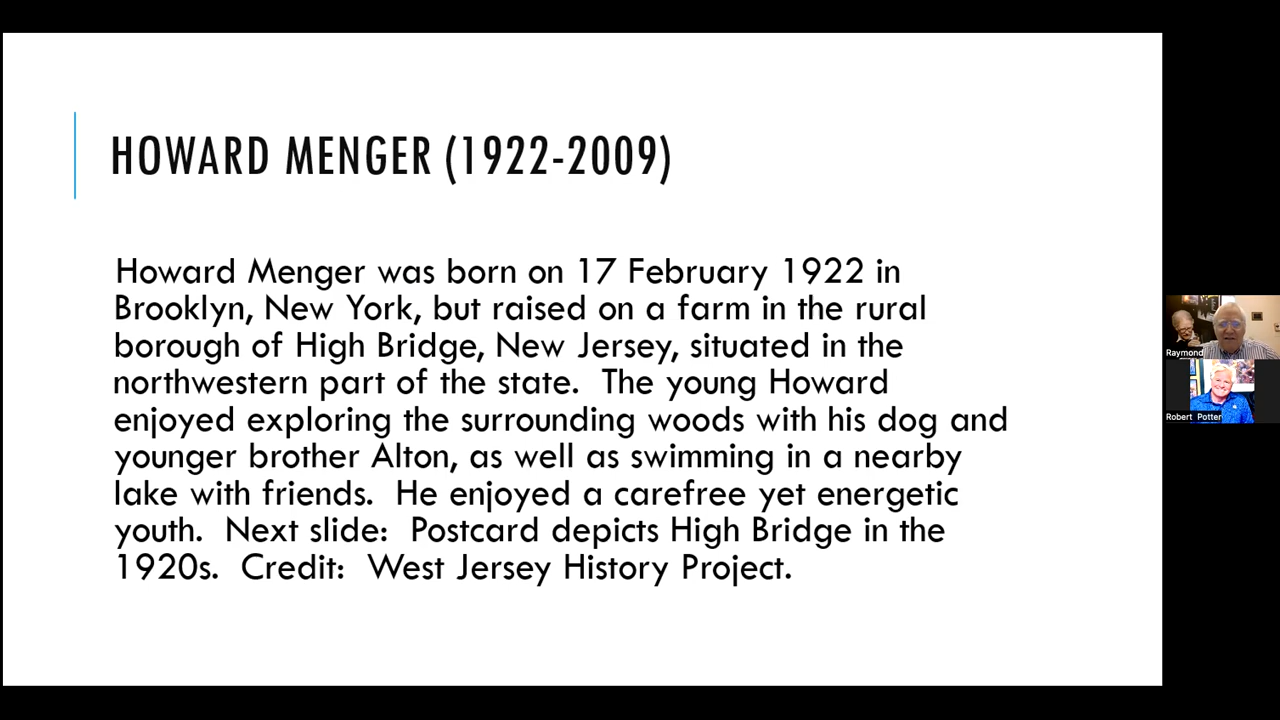 HOWARD MENGER (1922-2009)
Howard Menger was born on 17 February 1922 in
Brooklyn, New York, but raised on a farm in the rural
borough of High Bridge, New Jersey, situated in the
northwestern part of the state.  The young Howard
enjoyed exploring the surrounding woods with his dog and
younger brother Alton, as well as swimming in a nearby
lake with friends.  He enjoyed a carefree yet energetic
youth.  Next slide:  Postcard depicts High Bridge in the
1920s.  Credit:  West Jersey History Project.
Raymond
Robert Potter